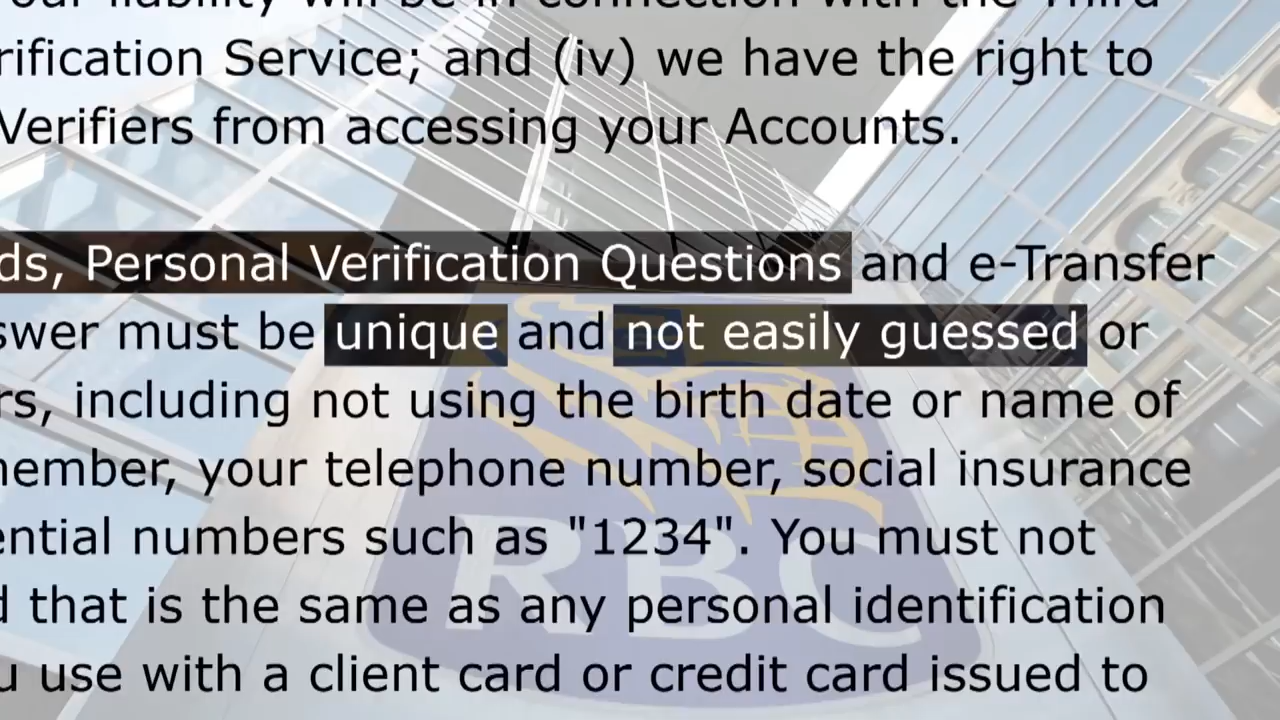 our liability will be in connection with the Third
rification Service; and (iv) we have the right to
Verifiers from accessing your Accounts.
ds, Personal Verification Questions and e-Transfer
swer must be unique and not easily guessed or
rs, including not using the birth date or name of
member, your telephone number, social insurance
ential numbers such as "1234". You must not
d that is the same as any personal identification
u use with a client card or credit card issued to
RBC